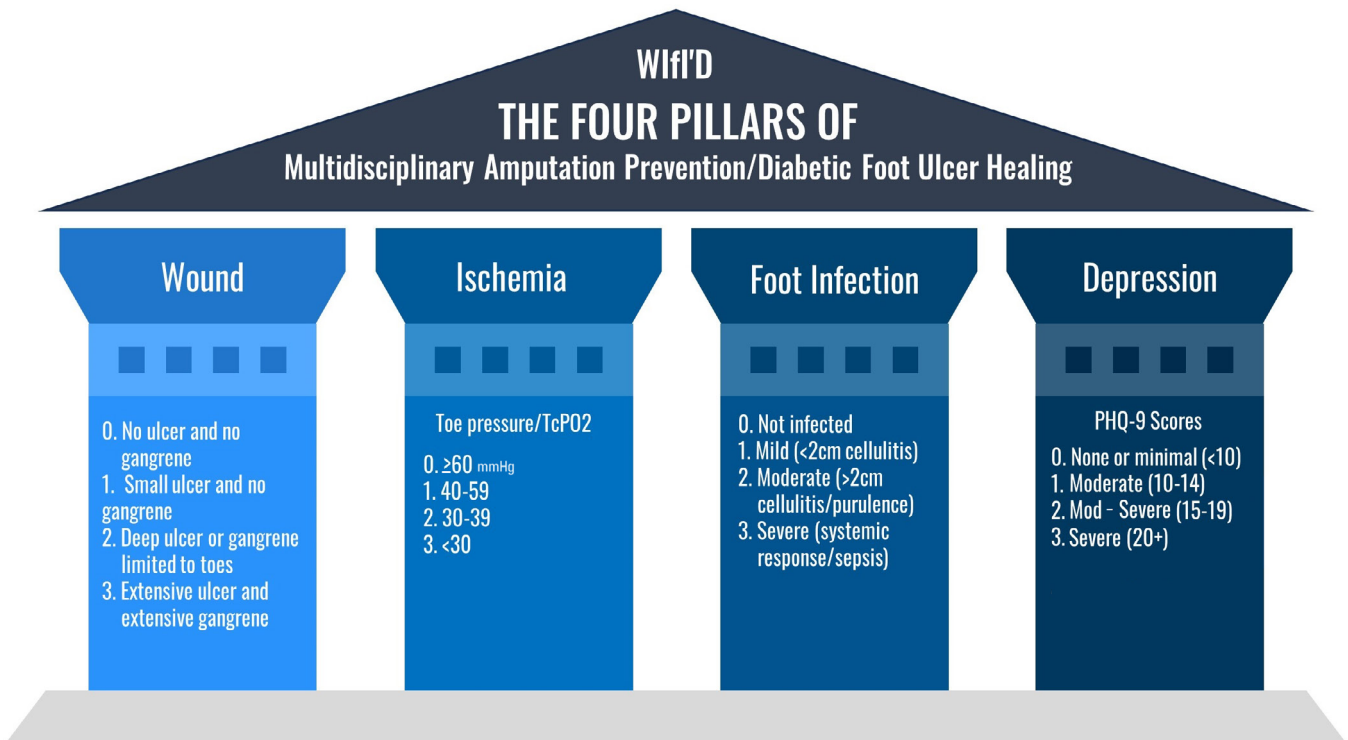 WIfI'D
THE FOUR PILLARS OF
Multidisciplinary Amputation Prevention/Diabetic Foot Ulcer Healing
Wound
0. No ulcer and no
gangrene
1. Small ulcer and no
gangrene
2. Deep ulcer or gangrene
limited to toes
3. Extensive ulcer and
extensive gangrene
Ischemia
Toe pressure/TcPO2
0. ≥60 mmHg
1. 40-59
2. 30-39
3. <30
Foot Infection
0. Not infected
1. Mild (<2cm cellulitis)
2. Moderate (>2cm
cellulitis/purulence)
3. Severe (systemic
response/sepsis)
Depression
PHQ-9 Scores
0. None or minimal (<10)
1. Moderate (10-14)
2. Mod - Severe (15-19)
3. Severe (20+)